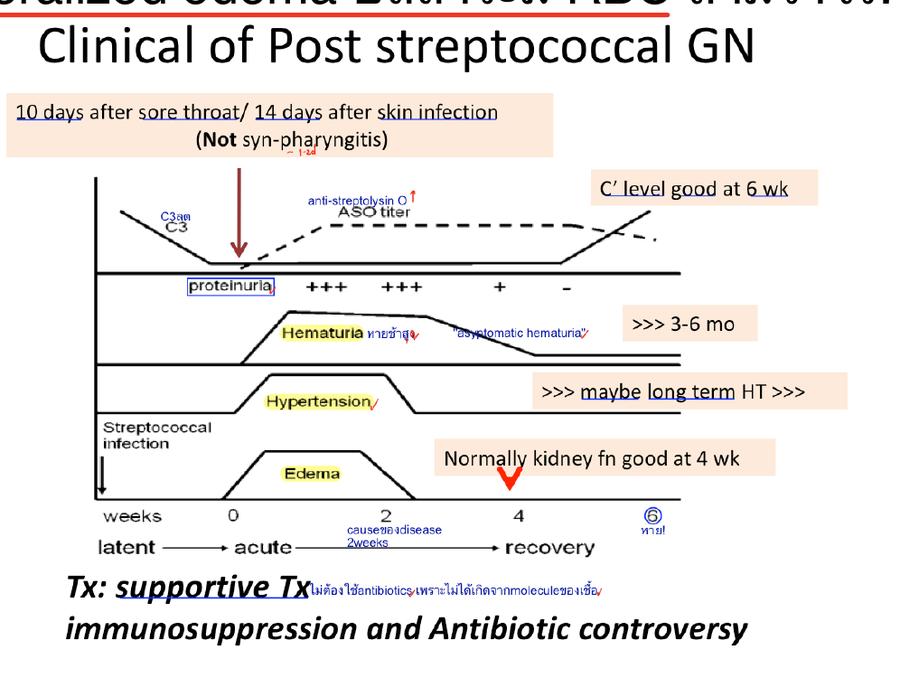 Clinical of Post streptococcal GN
10 days after sore throat/ 14 days after skin infection
(Not syn-pharyngitis)
C' level good at 6 wk
anti-streptolysin O ↑
ASO titer
C3ลด
C3
proteinuria +++ +++ + -
Hematuria หายช้าสุด "asyptomatic hematuria"
>>> 3-6 mo
>>> maybe long term HT >>>
Hypertension
Streptococcal
infection
Normally kidney fn good at 4 wk
Edema
weeks 0 2 4 6
causeของdisease หาย!
2weeks
latent acute recovery
Tx: supportive Tx ไม่ต้องใช้antibiotics เพราะไม่ได้เกิดจากmoleculeของเชื้อ
immunosuppression and Antibiotic controversy